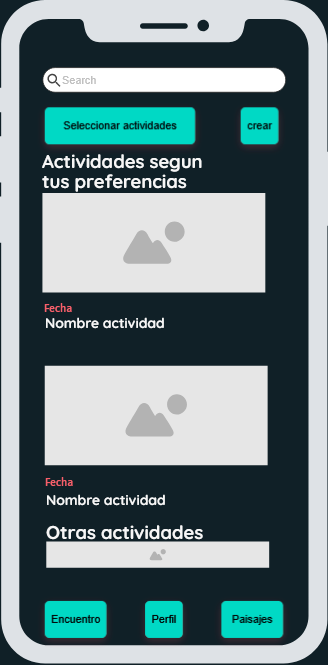 Search
Seleccionar actividades
crear
Actividades segun
tus preferencias
Fecha
Nombre actividad
Fecha
Nombre actividad
Otras actividades
Encuentro
Perfil
Paisajes